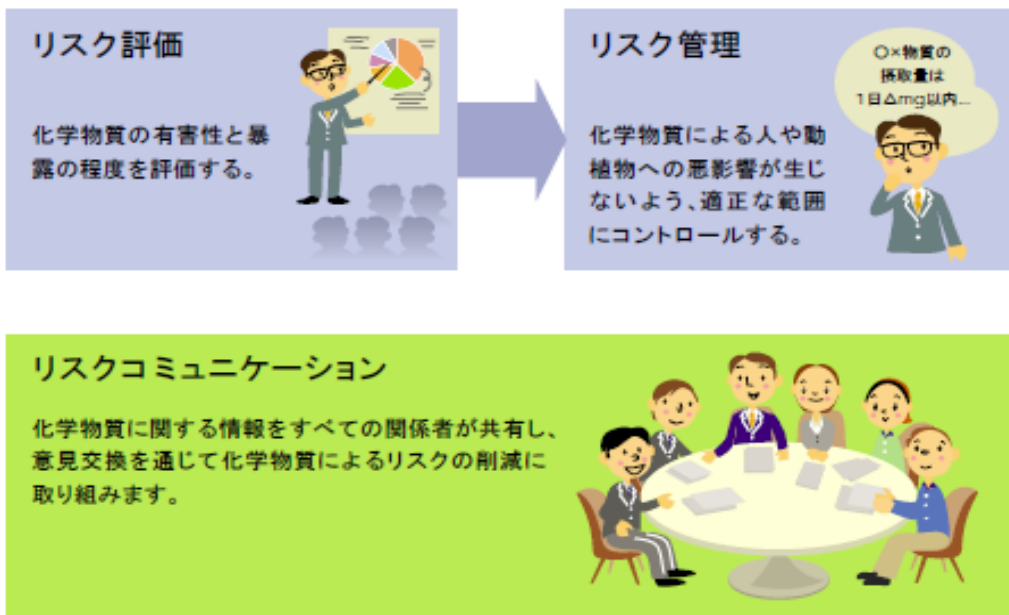 リスク評価
化学物質の有害性と暴
露の程度を評価する。
リスク管理
〇×物質の
摂取量は
1日△mg以内…
化学物質による人や動
植物への悪影響が生じ
ないよう、適正な範囲
にコントロールする。
リスクコミュニケーション
化学物質に関する情報をすべての関係者が共有し、
意見交換を通じて化学物質によるリスクの削減に
取り組みます。